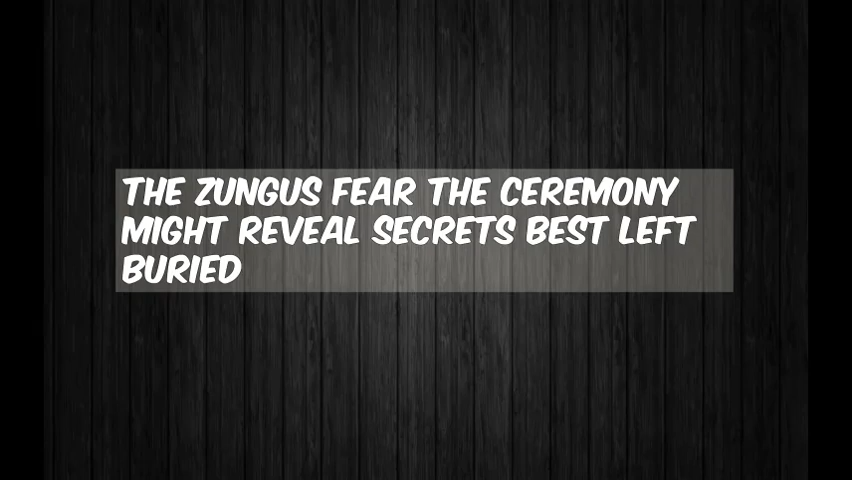 THE ZUNGUS FEAR THE CEREMONY
MIGHT REVEAL SECRETS BEST LEFT
BURIED